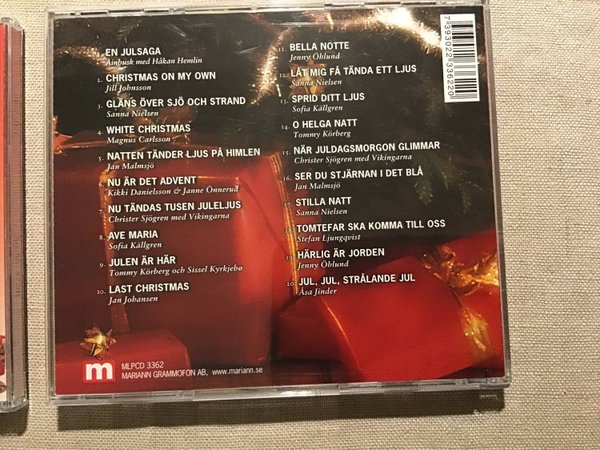 1. EN JULSAGA
Ainbusk med Håkan Hemlin
2. CHRISTMAS ON MY OWN
Jill Johnsson
3. GLÄNS ÖVER SJÖ OCH STRAND
Sanna Nielsen
4. WHITE CHRISTMAS
Magnus Carlsson
5. NATTEN TÄNDER LJUS PÅ HIMLEN
Jan Malmsjö
6. NU ÄR DET ADVENT
Kikki Danielsson & Janne Önnerud
7. NU TÄNDAS TUSEN JULELJUS
Christer Sjögren med Vikingarna
8. AVE MARIA
Sofia Källgren
9. JULEN ÄR HÄR
Tommy Körberg och Sissel Kyrkjebø
10. LAST CHRISTMAS
Jan Johansen
11. BELLA NOTTE
Jenny Öhlund
12. LÅT MIG FÅ TÄNDA ETT LJUS
Sanna Nielsen
13. SPRID DITT LJUS
Sofia Källgren
14. O HELGA NATT
Tommy Körberg
15. NÄR JULDAGSMORGON GLIMMAR
Christer Sjögren med Vikingarna
16. SER DU STJÄRNAN I DET BLÅ
Jan Malmsjö
17. STILLA NATT
Sanna Nielsen
18. TOMTEFAR SKA KOMMA TILL OSS
Stefan Ljungqvist
19. HÄRLIG ÄR JORDEN
Jenny Öhlund
20. JUL, JUL, STRÅLANDE JUL
Åsa Jinder
7 393022 336220
m
MLPCD 3362
MARIANN GRAMMOFON AB, www.mariann.se